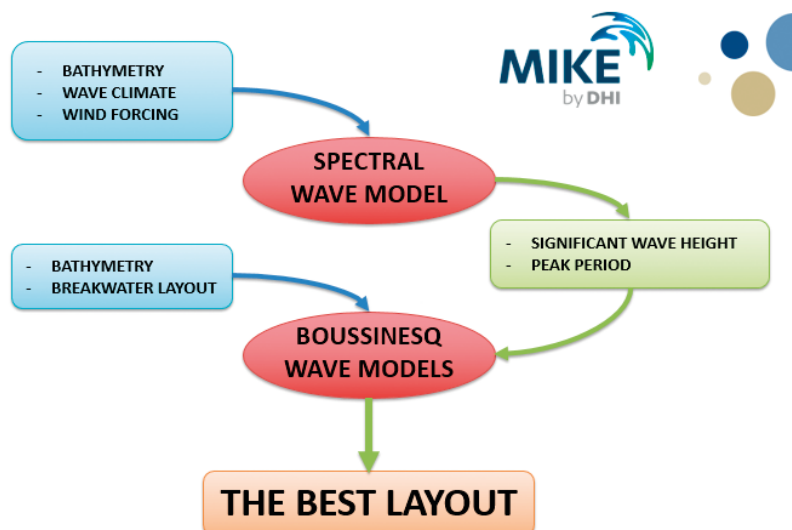 - BATHYMETRY
- WAVE CLIMATE
- WIND FORCING
MIKE
by DHI
SPECTRAL
WAVE MODEL
- SIGNIFICANT WAVE HEIGHT
- PEAK PERIOD
- BATHYMETRY
- BREAKWATER LAYOUT
BOUSSINESQ
WAVE MODELS
THE BEST LAYOUT